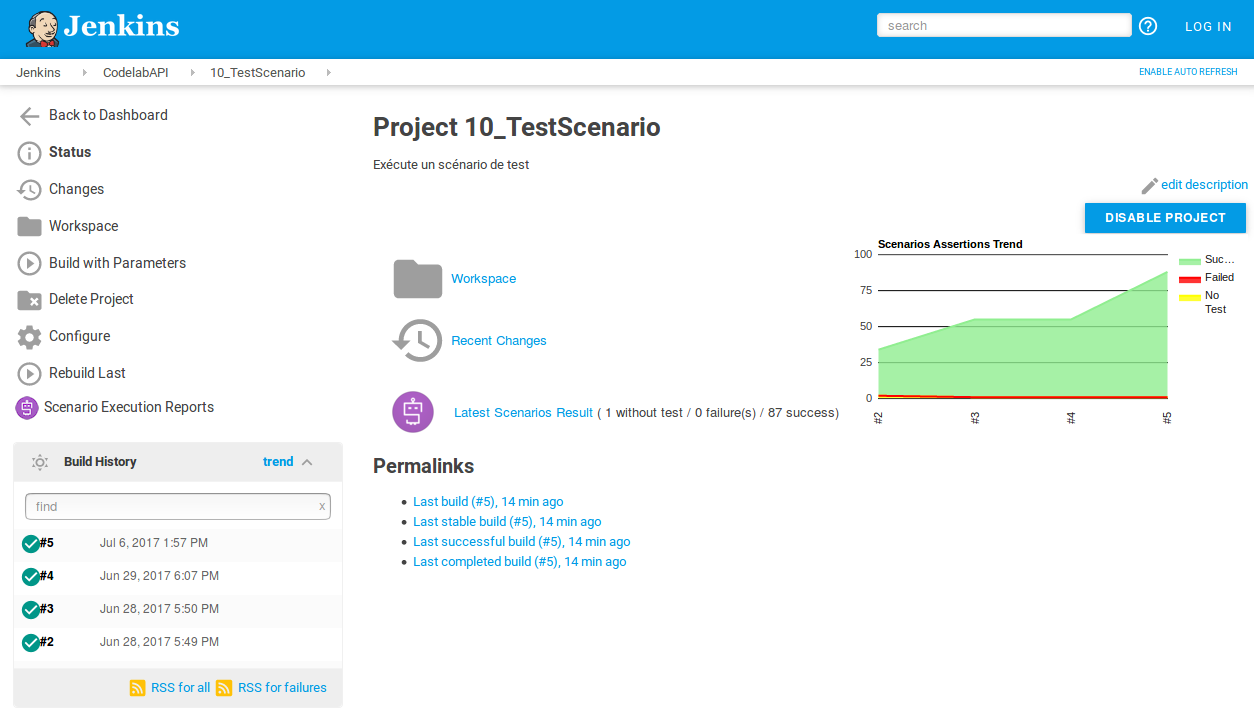 Jenkins
search
LOG IN
Jenkins
CodelabAPI
10_TestScenario
ENABLE AUTO REFRESH
Back to Dashboard
Status
Changes
Workspace
Build with Parameters
Delete Project
Configure
Rebuild Last
Scenario Execution Reports
Build History
trend
find
x
#5 Jul 6, 2017 1:57 PM
#4 Jun 29, 2017 6:07 PM
#3 Jun 28, 2017 5:50 PM
#2 Jun 28, 2017 5:49 PM
RSS for all
RSS for failures
Project 10_TestScenario
Exécute un scénario de test
edit description
DISABLE PROJECT
Workspace
Recent Changes
Latest Scenarios Result ( 1 without test / 0 failure(s) / 87 success)
Scenarios Assertions Trend
100
75
50
25
0
#2
#3
#4
#5
Suc...
Failed
No
Test
Permalinks
Last build (#5), 14 min ago
Last stable build (#5), 14 min ago
Last successful build (#5), 14 min ago
Last completed build (#5), 14 min ago